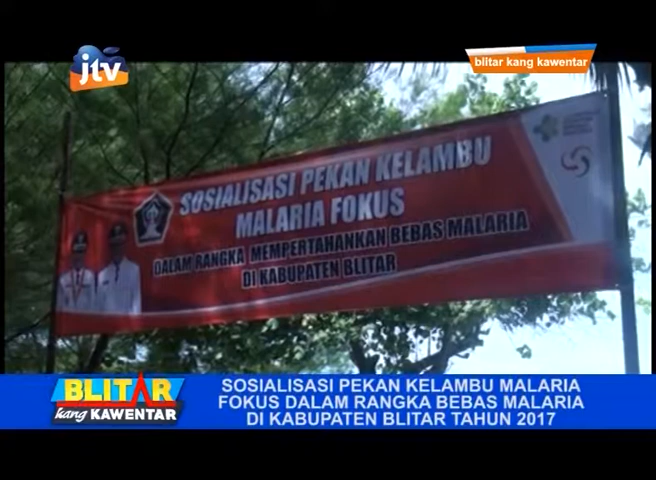 jtv
blitar kang kawentar
SOSIALISASI PEKAN KELAMBU
MALARIA FOKUS
DALAM RANGKA MEMPERTAHANKAN BEBAS MALARIA
DI KABUPATEN BLITAR
BLITAR
kang KAWENTAR
SOSIALISASI PEKAN KELAMBU MALARIA
FOKUS DALAM RANGKA BEBAS MALARIA
DI KABUPATEN BLITAR TAHUN 2017